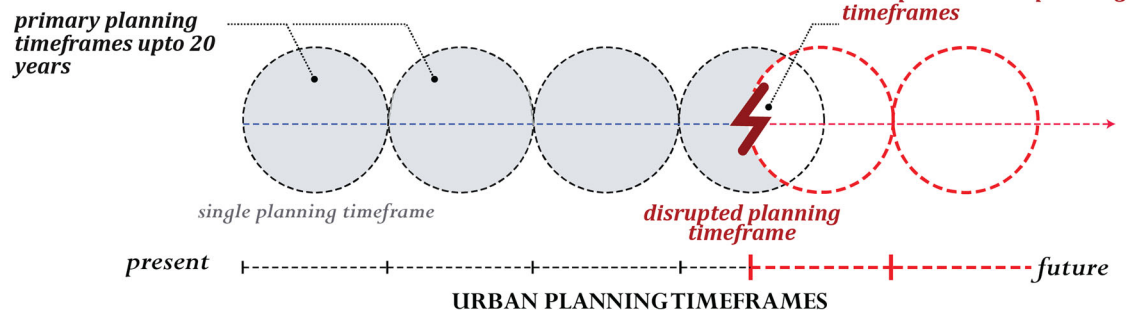 primary planning
timeframes upto 20
years
timeframes
single planning timeframe
disrupted planning
timeframe
present
future
URBAN PLANNING TIMEFRAMES